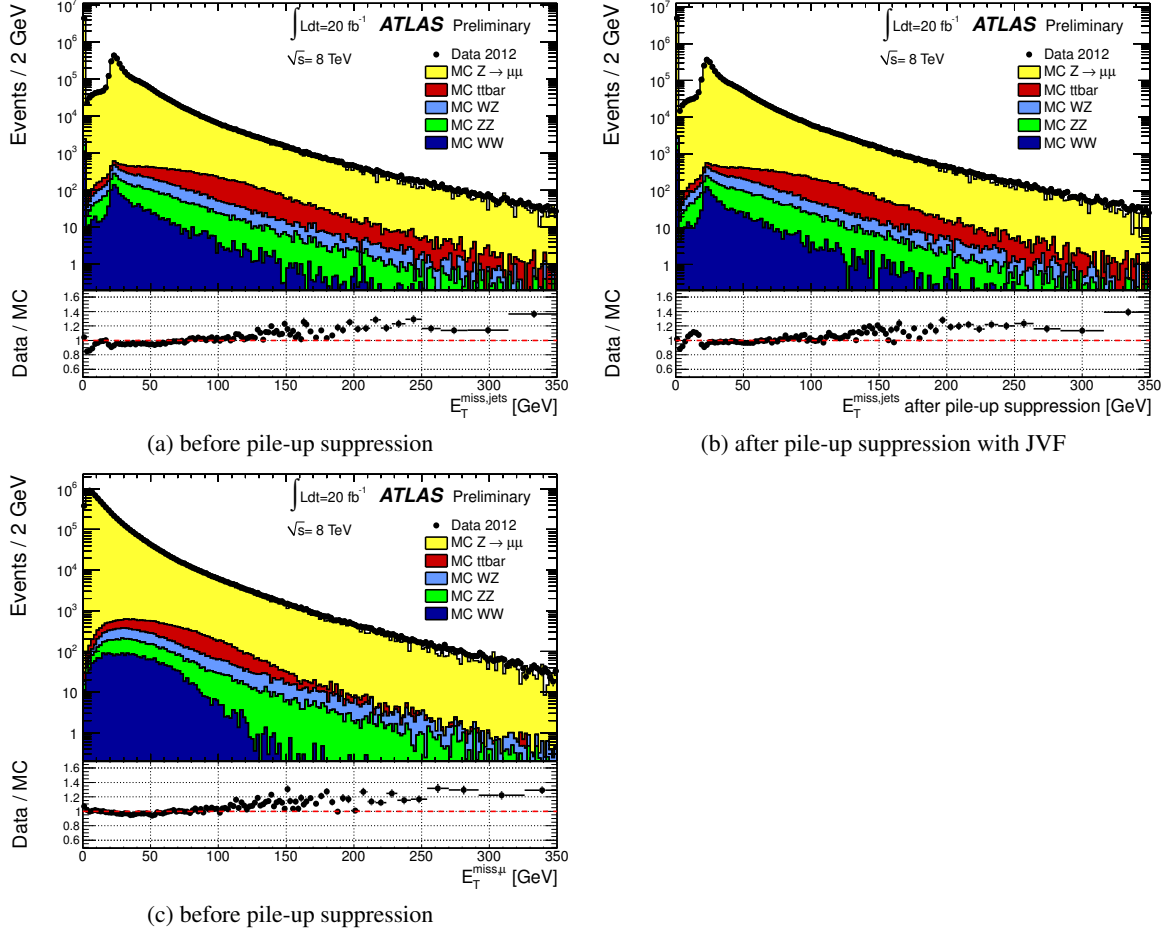 Events / 2 GeV
10^7
10^6
10^5
10^4
10^3
10^2
10
1
∫ Ldt=20 fb^-1 ATLAS Preliminary
√s= 8 TeV
Data 2012
MC Z → μμ
MC ttbar
MC WZ
MC ZZ
MC WW
Data / MC
1.6
1.4
1.2
1
0.8
0.6
0 50 100 150 200 250 300 350
E_T^miss,jets [GeV]
(a) before pile-up suppression
Events / 2 GeV
10^7
10^6
10^5
10^4
10^3
10^2
10
1
∫ Ldt=20 fb^-1 ATLAS Preliminary
√s= 8 TeV
Data 2012
MC Z → μμ
MC ttbar
MC WZ
MC ZZ
MC WW
Data / MC
1.6
1.4
1.2
1
0.8
0.6
0 50 100 150 200 250 300 350
E_T^miss,jets after pile-up suppression [GeV]
(b) after pile-up suppression with JVF
Events / 2 GeV
10^6
10^5
10^4
10^3
10^2
10
1
∫ Ldt=20 fb^-1 ATLAS Preliminary
√s= 8 TeV
Data 2012
MC Z → μμ
MC ttbar
MC WZ
MC ZZ
MC WW
Data / MC
1.6
1.4
1.2
1
0.8
0.6
0 50 100 150 200 250 300 350
E_T^miss,μ [GeV]
(c) before pile-up suppression